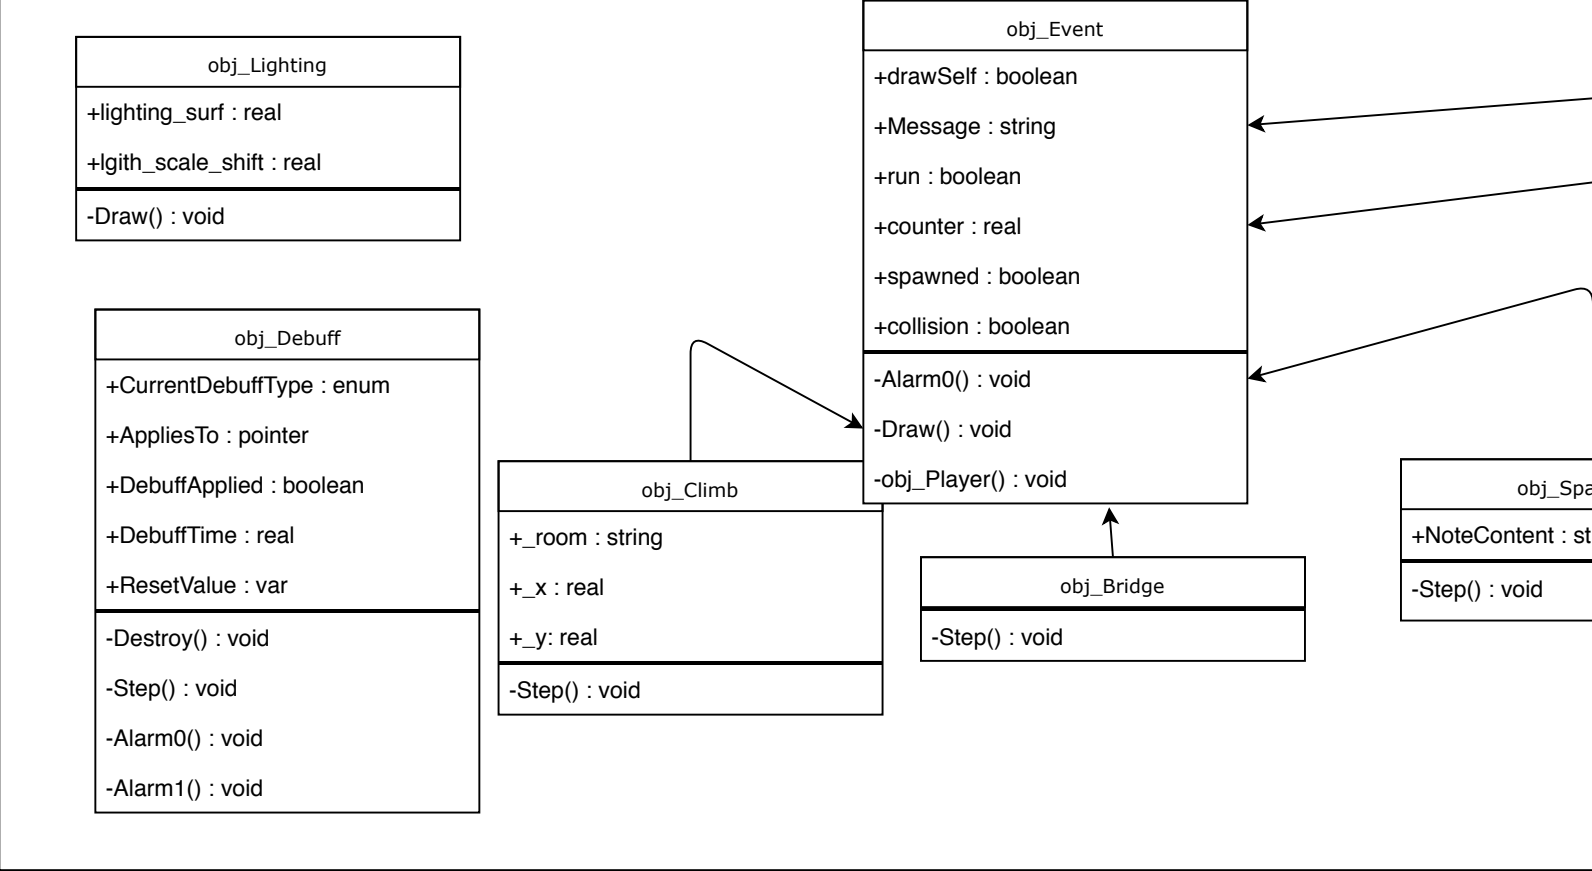 obj_Lighting
+lighting_surf : real
+lgith_scale_shift : real
-Draw() : void
obj_Debuff
+CurrentDebuffType : enum
+AppliesTo : pointer
+DebuffApplied : boolean
+DebuffTime : real
+ResetValue : var
-Destroy() : void
-Step() : void
-Alarm0() : void
-Alarm1() : void
obj_Climb
+_room : string
+_x : real
+_y: real
-Step() : void
obj_Event
+drawSelf : boolean
+Message : string
+run : boolean
+counter : real
+spawned : boolean
+collision : boolean
-Alarm0() : void
-Draw() : void
-obj_Player() : void
obj_Bridge
-Step() : void
obj_Spa
+NoteContent : st
-Step() : void